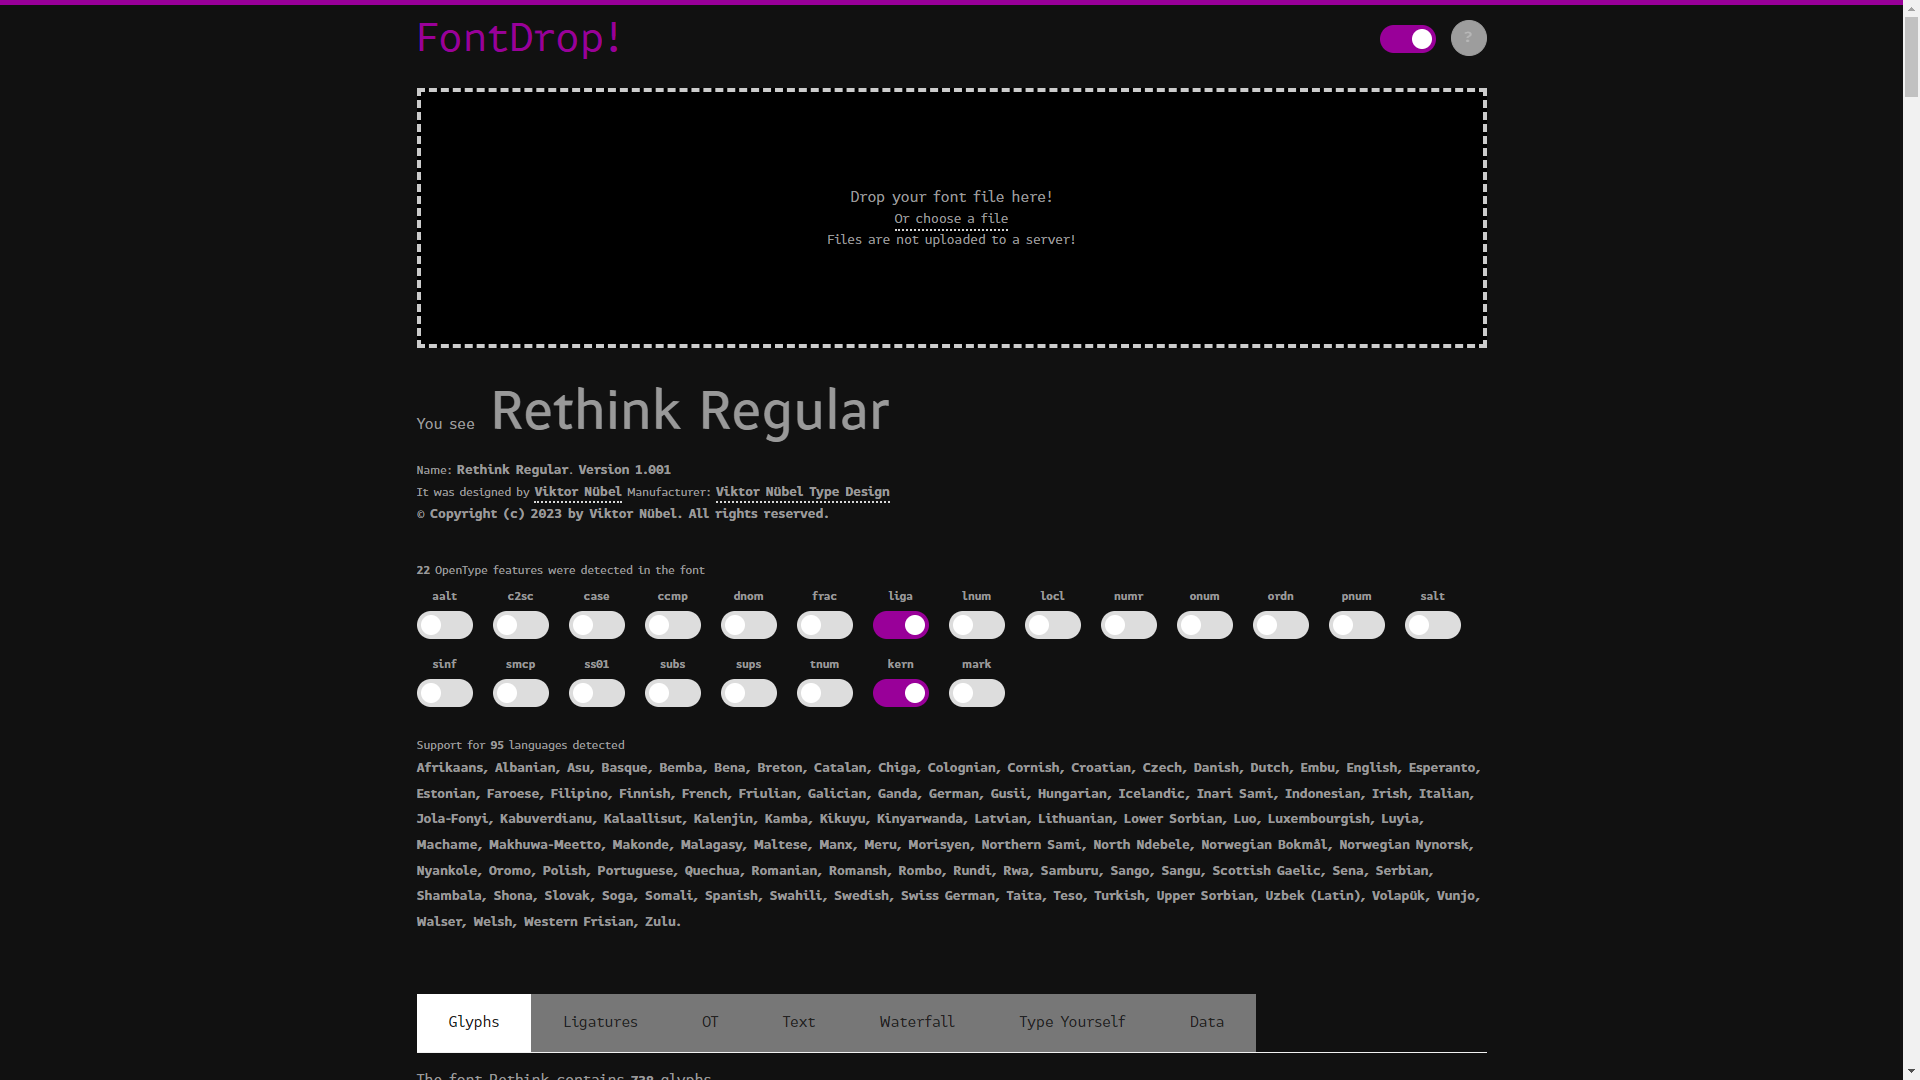 FontDrop!
?
Drop your font file here!
Or choose a file
Files are not uploaded to a server!
You see Rethink Regular
Name: Rethink Regular. Version 1.001
It was designed by Viktor Nübel Manufacturer: Viktor Nübel Type Design
© Copyright (c) 2023 by Viktor Nübel. All rights reserved.
22 OpenType features were detected in the font
aalt c2sc case ccmp dnom frac liga lnum locl numr onum ordn pnum salt
sinf smcp ss01 subs sups tnum kern mark
Support for 95 languages detected
Afrikaans, Albanian, Asu, Basque, Bemba, Bena, Breton, Catalan, Chiga, Colognian, Cornish, Croatian, Czech, Danish, Dutch, Embu, English, Esperanto,
Estonian, Faroese, Filipino, Finnish, French, Friulian, Galician, Ganda, German, Gusii, Hungarian, Icelandic, Inari Sami, Indonesian, Irish, Italian,
Jola-Fonyi, Kabuverdianu, Kalaallisut, Kalenjin, Kamba, Kikuyu, Kinyarwanda, Latvian, Lithuanian, Lower Sorbian, Luo, Luxembourgish, Luyia,
Machame, Makhuwa-Meetto, Makonde, Malagasy, Maltese, Manx, Meru, Morisyen, Northern Sami, North Ndebele, Norwegian Bokmål, Norwegian Nynorsk,
Nyankole, Oromo, Polish, Portuguese, Quechua, Romanian, Romansh, Rombo, Rundi, Rwa, Samburu, Sango, Sangu, Scottish Gaelic, Sena, Serbian,
Shambala, Shona, Slovak, Soga, Somali, Spanish, Swahili, Swedish, Swiss German, Taita, Teso, Turkish, Upper Sorbian, Uzbek (Latin), Volapük, Vunjo,
Walser, Welsh, Western Frisian, Zulu.
Glyphs Ligatures OT Text Waterfall Type Yourself Data
The font Rethink contains 738 glyphs